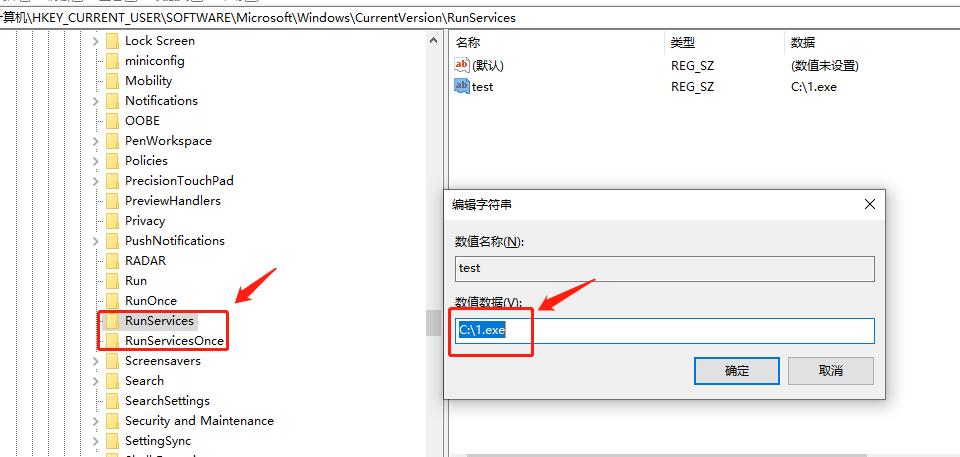 计算机\HKEY_CURRENT_USER\SOFTWARE\Microsoft\Windows\CurrentVersion\RunServices
Lock Screen
miniconfig
Mobility
Notifications
OOBE
PenWorkspace
Policies
PrecisionTouchPad
PreviewHandlers
Privacy
PushNotifications
RADAR
Run
RunOnce
RunServices
RunServicesOnce
Screensavers
Search
SearchSettings
Security and Maintenance
SettingSync
名称 类型 数据
(默认) REG_SZ (数值未设置)
test REG_SZ C:\1.exe
编辑字符串
数值名称(N):
test
数值数据(V):
C:\1.exe
确定 取消